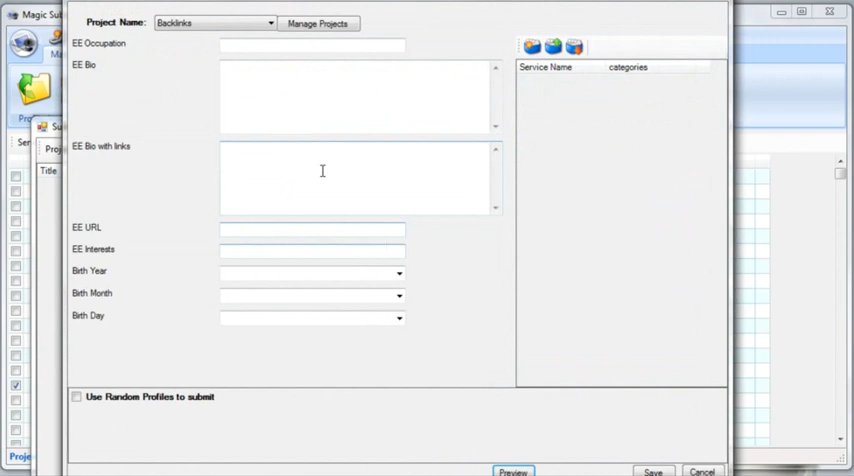 Magic Sub
Project Name: Backlinks Manage Projects
EE Occupation
EE Bio
Service Name categories
EE Bio with links
Title
EE URL
EE Interests
Birth Year
Birth Month
Birth Day
Use Random Profiles to submit
Preview Save Cancel